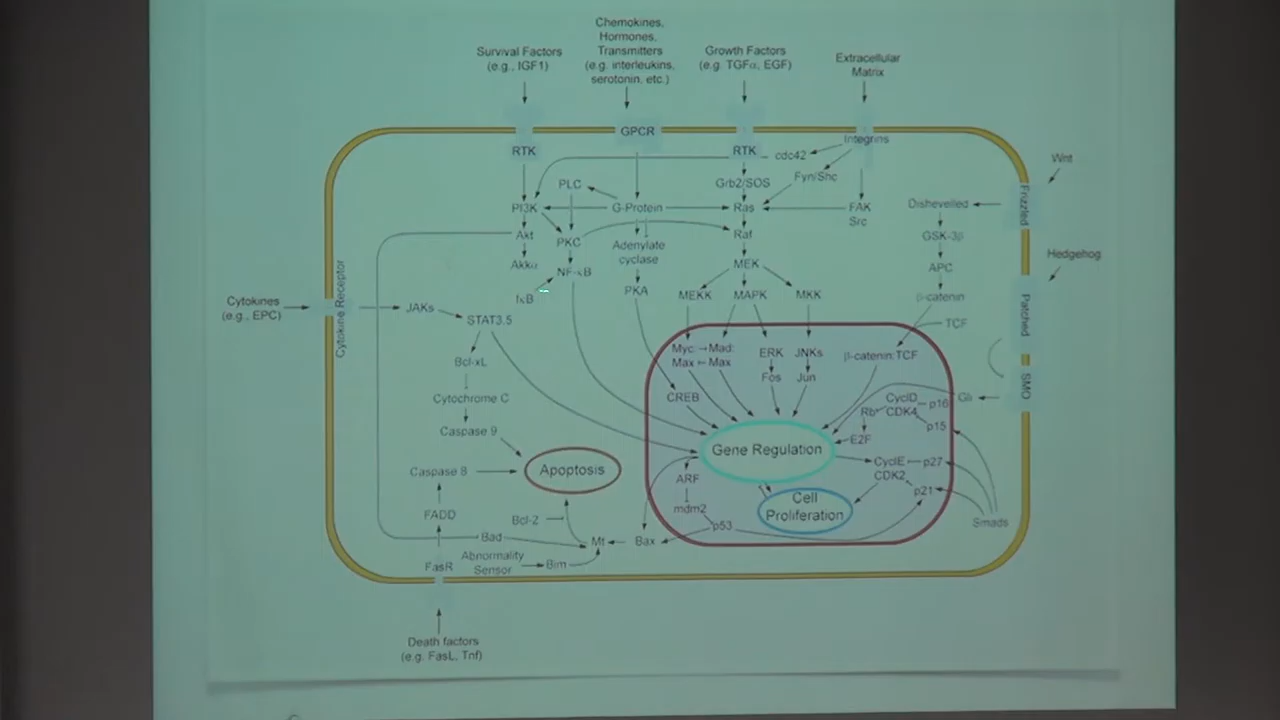 Chemokines,
Hormones,
Transmitters
(e.g. interleukins,
serotonin, etc.)
Survival Factors
(e.g., IGF1)
Growth Factors
(e.g. TGFα, EGF)
Extracellular
Matrix
GPCR
RTK
RTK
Integrins
cdc42
Wnt
PLC
Grb2/SOS
Fyn/Shc
Frizzled
PI3K
G-Protein
Ras
FAK
Src
Dishevelled
Akt
PKC
Raf
GSK-3β
Adenylate
cyclase
Akkα
NF-κB
MEK
APC
Hedgehog
IκB
PKA
MEKK
MAPK
MKK
β-catenin
Patched
Cytokines
(e.g., EPC)
Cytokine Receptor
JAKs
STAT3,5
TCF
Myc: → Mad:
Max ← Max
ERK
JNKs
β-catenin:TCF
Bcl-xL
Fos
Jun
SMO
Cytochrome C
CREB
CycID
CDK4
p16
Gli
Rb
p15
Caspase 9
E2F
Gene Regulation
Caspase 8
Apoptosis
CyclE
CDK2
p27
ARF
p21
Cell
Proliferation
FADD
Bcl-2
mdm2
p53
Smads
Bad
Mt
Bax
Abnormality
Sensor
Bim
FasR
Death factors
(e.g. FasL, Tnf)